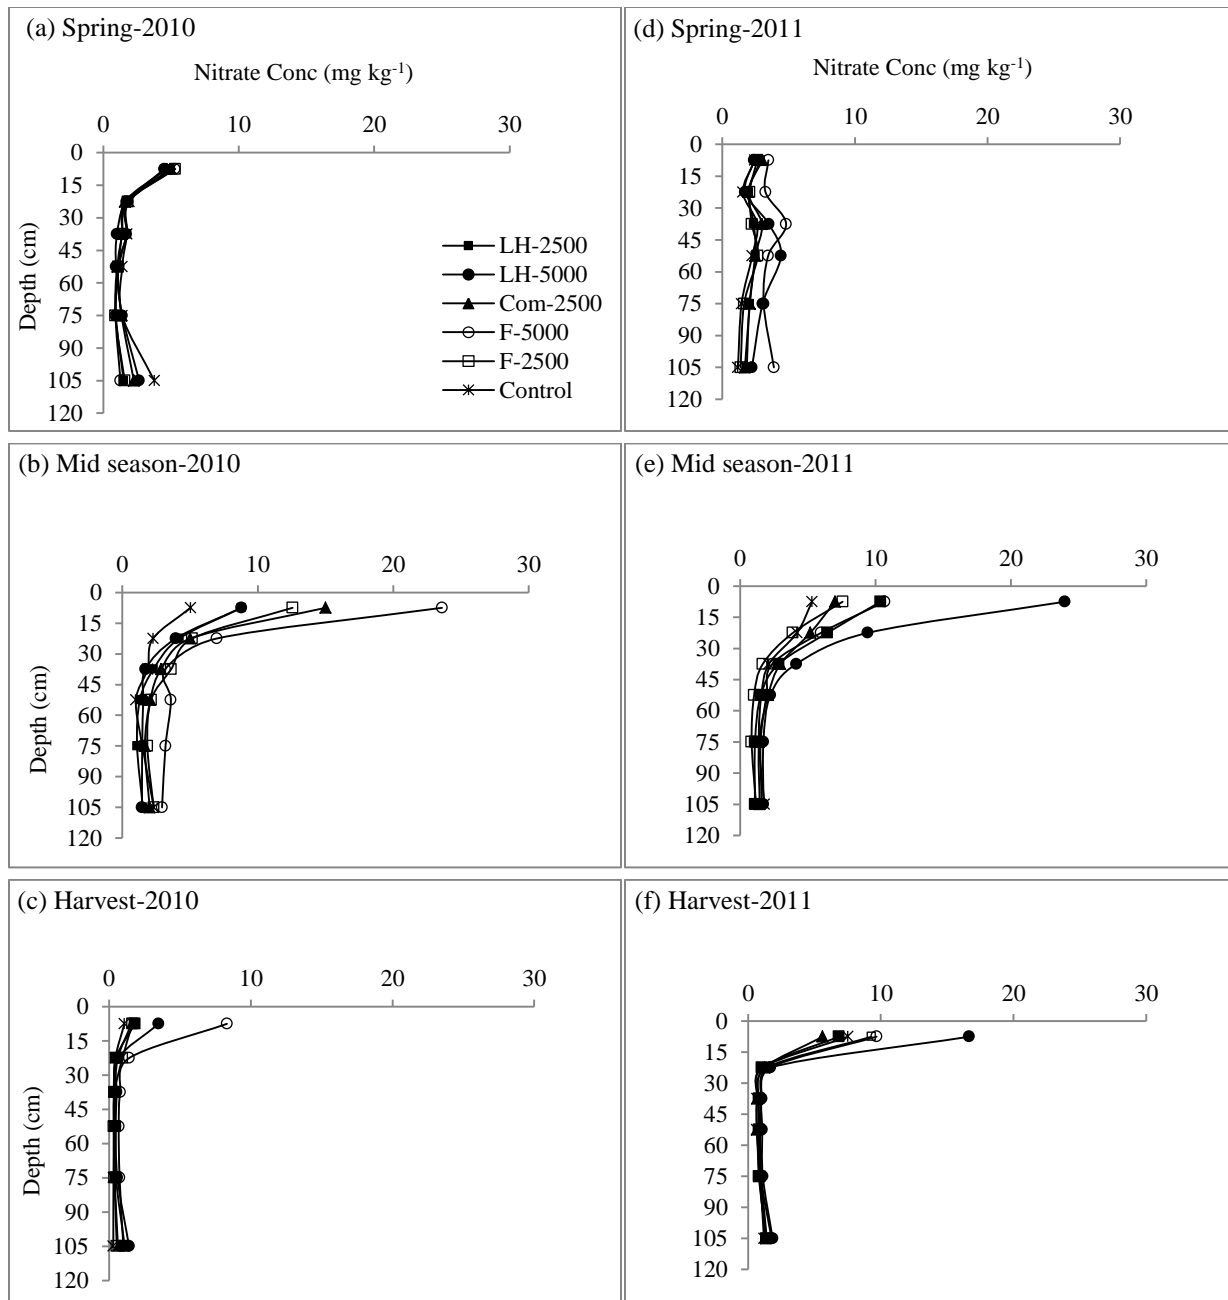 (a) Spring-2010
Nitrate Conc (mg kg-1)
0 10 20 30
0
15
30
45
60
75
90
105
120
Depth (cm)
LH-2500
LH-5000
Com-2500
F-5000
F-2500
Control
(d) Spring-2011
Nitrate Conc (mg kg-1)
0 10 20 30
0
15
30
45
60
75
90
105
120
(b) Mid season-2010
0 10 20 30
0
15
30
45
60
75
90
105
120
Depth (cm)
(e) Mid season-2011
0 10 20 30
0
15
30
45
60
75
90
105
120
(c) Harvest-2010
0 10 20 30
0
15
30
45
60
75
90
105
120
Depth (cm)
(f) Harvest-2011
0 10 20 30
0
15
30
45
60
75
90
105
120